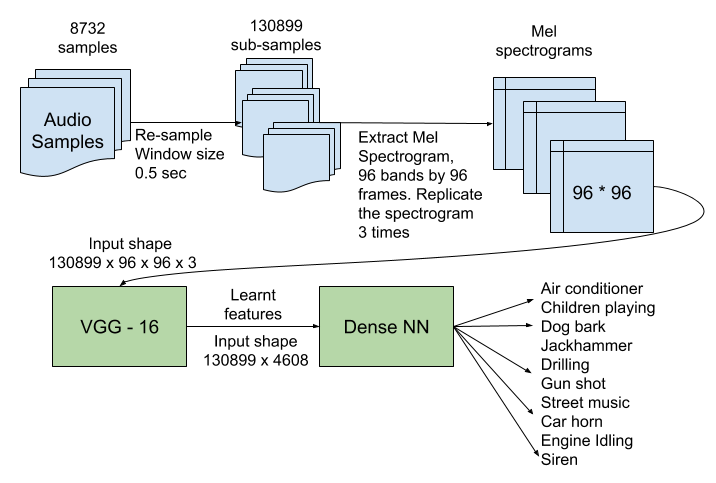 8732
samples
130899
sub-samples
Mel
spectrograms
Audio
Samples
Re-sample
Window size
0.5 sec
Extract Mel
Spectrogram,
96 bands by 96
frames. Replicate
the spectrogram
3 times
96 * 96
Input shape
130899 x 96 x 96 x 3
VGG - 16
Learnt
features
Input shape
130899 x 4608
Dense NN
Air conditioner
Children playing
Dog bark
Jackhammer
Drilling
Gun shot
Street music
Car horn
Engine Idling
Siren